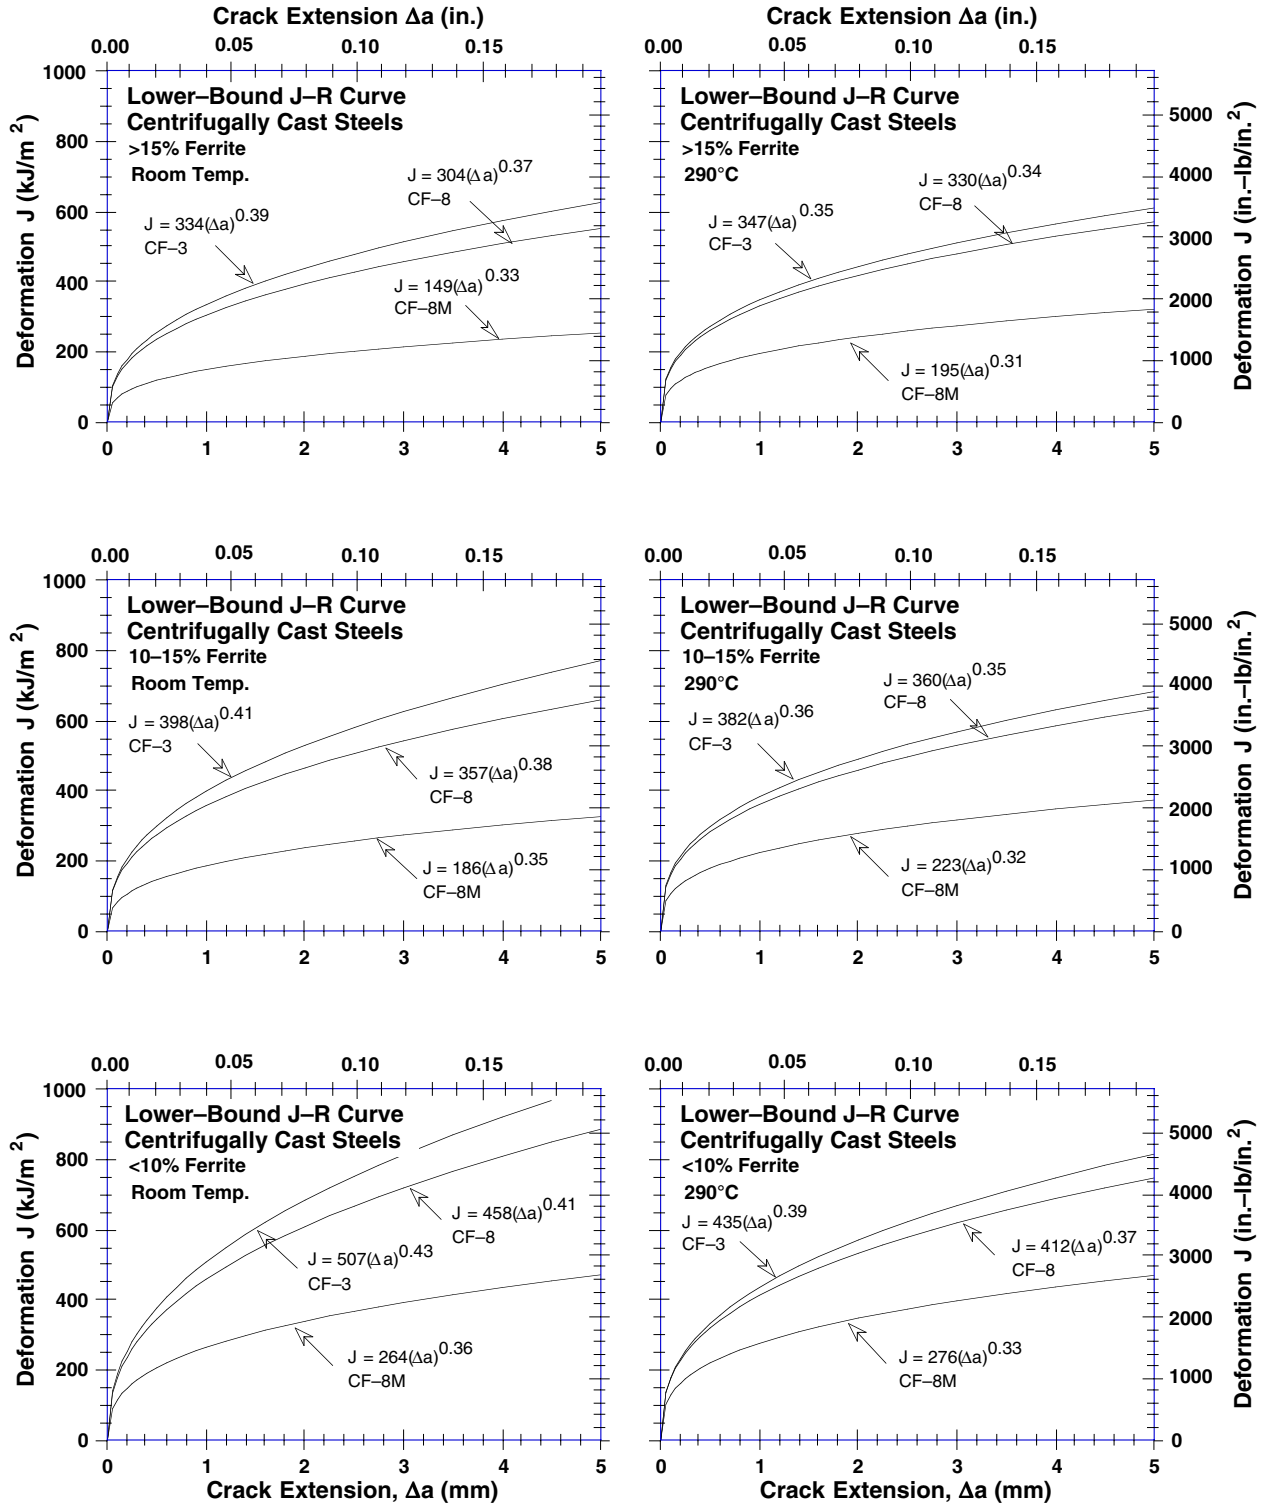 Crack Extension Δa (in.)
0.00 0.05 0.10 0.15
1000
800
600
400
200
0
Deformation J (kJ/m 2)
Lower–Bound J–R Curve
Centrifugally Cast Steels
>15% Ferrite
Room Temp.
J = 304(Δa)0.37
CF–8
J = 334(Δa)0.39
CF–3
J = 149(Δa)0.33
CF–8M
0 1 2 3 4 5
Crack Extension Δa (in.)
0.00 0.05 0.10 0.15
Lower–Bound J–R Curve
Centrifugally Cast Steels
>15% Ferrite
290°C
J = 330(Δa)0.34
CF–8
J = 347(Δa)0.35
CF–3
J = 195(Δa)0.31
CF–8M
5000
4000
3000
2000
1000
0
Deformation J (in.–lb/in.2)
0 1 2 3 4 5
0.00 0.05 0.10 0.15
1000
800
600
400
200
0
Deformation J (kJ/m 2)
Lower–Bound J–R Curve
Centrifugally Cast Steels
10–15% Ferrite
Room Temp.
J = 398(Δa)0.41
CF–3
J = 357(Δa)0.38
CF–8
J = 186(Δa)0.35
CF–8M
0 1 2 3 4 5
0.00 0.05 0.10 0.15
Lower–Bound J–R Curve
Centrifugally Cast Steels
10–15% Ferrite
290°C
J = 360(Δa)0.35
CF–8
J = 382(Δa)0.36
CF–3
J = 223(Δa)0.32
CF–8M
5000
4000
3000
2000
1000
0
Deformation J (in.–lb/in.2)
0 1 2 3 4 5
0.00 0.05 0.10 0.15
1000
800
600
400
200
0
Deformation J (kJ/m 2)
Lower–Bound J–R Curve
Centrifugally Cast Steels
<10% Ferrite
Room Temp.
J = 458(Δa)0.41
CF–8
J = 507(Δa)0.43
CF–3
J = 264(Δa)0.36
CF–8M
0 1 2 3 4 5
Crack Extension, Δa (mm)
0.00 0.05 0.10 0.15
Lower–Bound J–R Curve
Centrifugally Cast Steels
<10% Ferrite
290°C
J = 435(Δa)0.39
CF–3
J = 412(Δa)0.37
CF–8
J = 276(Δa)0.33
CF–8M
5000
4000
3000
2000
1000
0
Deformation J (in.–lb/in.2)
0 1 2 3 4 5
Crack Extension, Δa (mm)